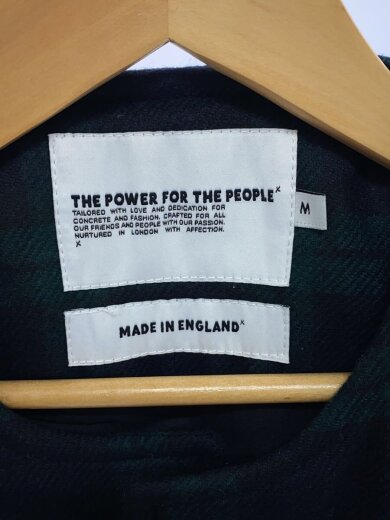 THE POWER FOR THE PEOPLE x
TAILORED WITH LOVE AND DEDICATION FOR
CONCRETE AND FASHION. CRAFTED FOR ALL
OUR FRIENDS AND PEOPLE WITH OUR PASSION.
NURTURED IN LONDON WITH AFFECTION.
x
M
MADE IN ENGLAND x